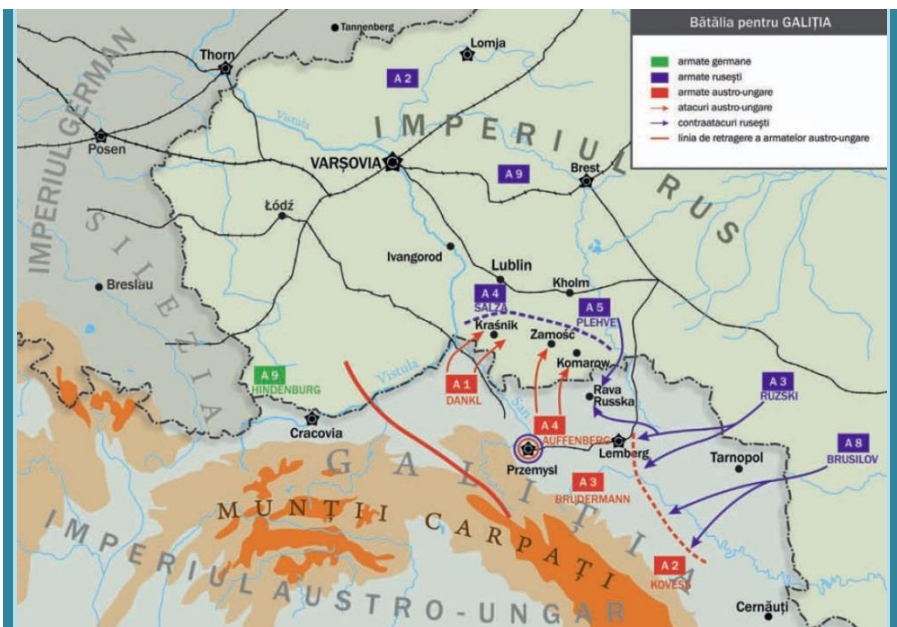 Bătălia pentru GALIȚIA
armate germane
armate rusești
armate austro-ungare
atacuri austro-ungare
contraatacuri rusești
linia de retragere a armatelor austro-ungare
Tannenberg
Thorn
Lomja
A 2
IMPERIUL GERMAN
Posen
Vistula
IMPERIUL RUS
VARȘOVIA
A 9
Brest
Łódź
SILEZIA
Ivangorod
Breslau
Lublin
Kholm
A 4
SALZA
A 5
PLEHVE
Kraśnik
Zamość
Komarow
A 9
HINDENBURG
Vistula
A 1
DANKL
San
Rava
Russka
A 3
RUZSKI
Cracovia
A 4
AUFFENBERG
Lemberg
A 8
BRUSILOV
Przemysl
Tarnopol
GALIȚIA
A 3
BRUDERMANN
MUNȚII CARPAȚI
A 2
KOVESS
IMPERIUL AUSTRO-UNGAR
Cernăuți